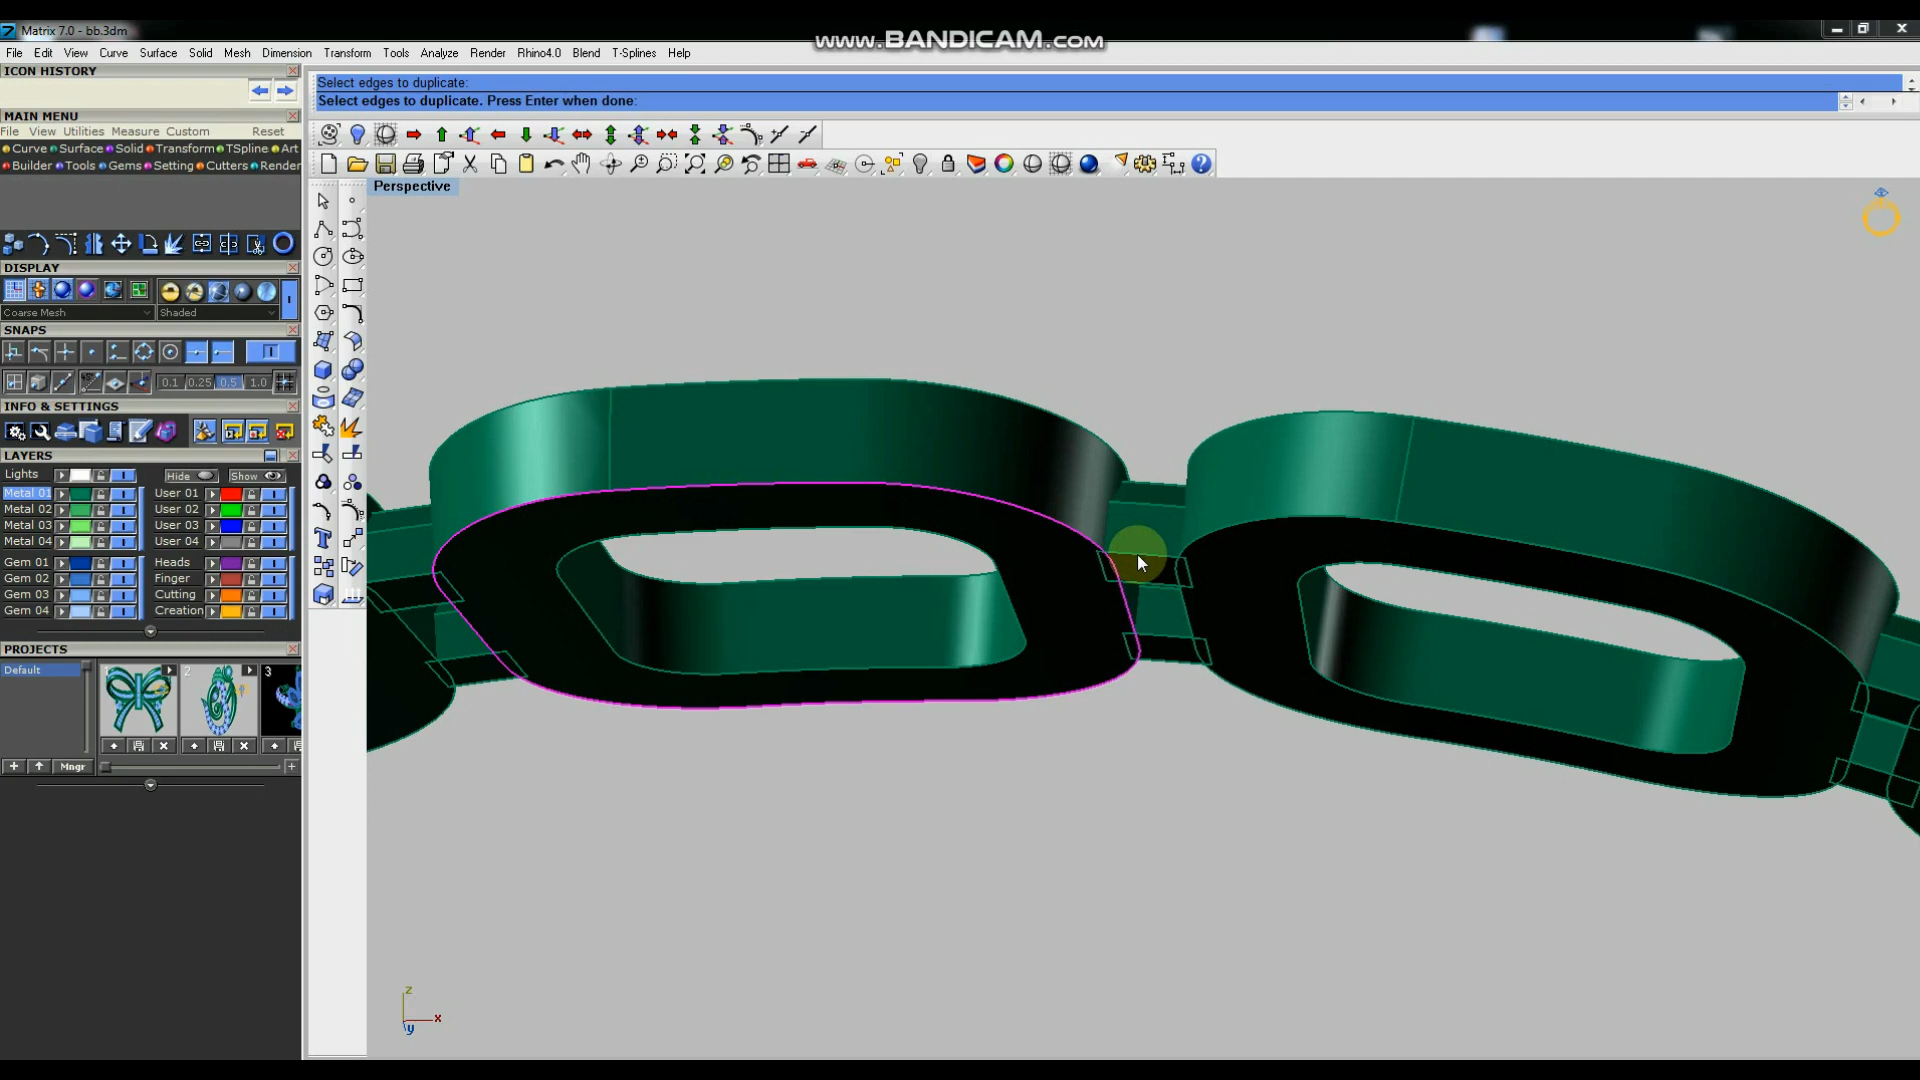 Matrix 7.0 - bb.3dm
www.BANDICAM.com
File Edit View Curve Surface Solid Mesh Dimension Transform Tools Analyze Render Rhino4.0 Blend T-Splines Help
ICON HISTORY
Select edges to duplicate:
Select edges to duplicate. Press Enter when done:
MAIN MENU
File View Utilities Measure Custom Reset
Curve Surface Solid Transform TSpline Art
Builder Tools Gems Setting Cutters Render
Perspective
DISPLAY
Coarse Mesh Shaded
SNAPS
0.1 0.25 0.5 1.0
INFO & SETTINGS
LAYERS
Lights Hide Show
Metal 01 User 01
Metal 02 User 02
Metal 03 User 03
Metal 04 User 04
Gem 01 Heads
Gem 02 Finger
Gem 03 Cutting
Gem 04 Creation
PROJECTS
Default 1 2 3
Mngr
z
x
y